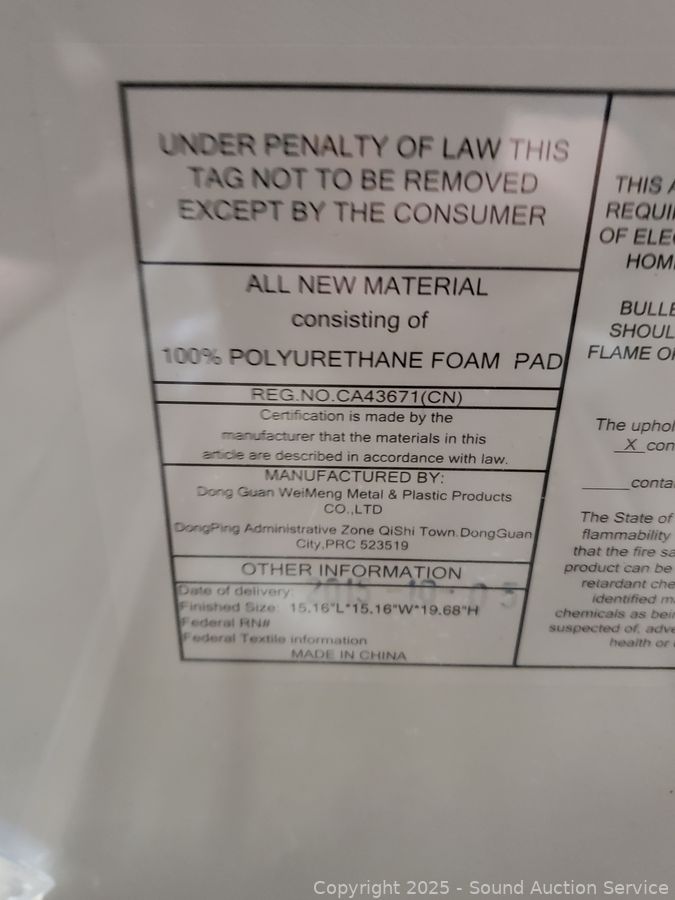 UNDER PENALTY OF LAW THIS
TAG NOT TO BE REMOVED
EXCEPT BY THE CONSUMER
ALL NEW MATERIAL
consisting of
100% POLYURETHANE FOAM PAD
REG.NO.CA43671(CN)
Certification is made by the
manufacturer that the materials in this
article are described in accordance with law.
MANUFACTURED BY:
Dong Guan WeiMeng Metal & Plastic Products
CO.,LTD
DongPing Administrative Zone QiShi Town.DongGuan
City,PRC 523519
OTHER INFORMATION
Date of delivery: 2015-10-05
Finished Size: 15.16"L*15.16"W*19.68"H
Federal RN#
Federal Textile information
MADE IN CHINA
THIS A
REQUI
OF ELE
HOM
BULLE
SHOUL
FLAME O
The uphol
X con
conta
The State of
flammability
that the fire sa
product can be
retardant che
identified m
chemicals as bei
suspected of, adve
health or
Copyright 2025 - Sound Auction Service